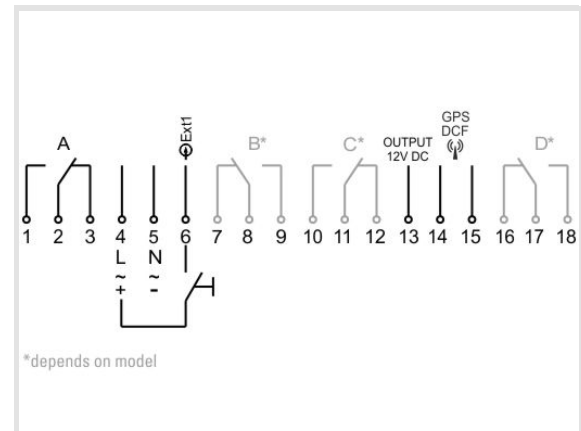 Ext1
GPS
DCF
A B* C* OUTPUT D*
12V DC
1 2 3 4 5 6 7 8 9 10 11 12 13 14 15 16 17 18
L N
~ ~
+ -
*depends on model